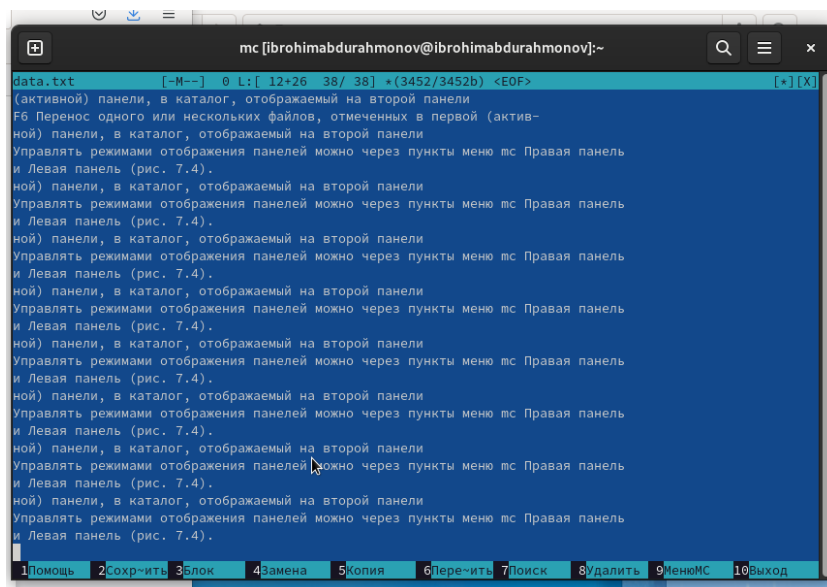 mc [ibrohimabdurahmonov@ibrohimabdurahmonov]:~
data.txt [-M--] 0 L:[ 12+26 38/ 38] *(3452/3452b) <EOF> [*][X]
(активной) панели, в каталог, отображаемый на второй панели
F6 Перенос одного или нескольких файлов, отмеченных в первой (актив-
ной) панели, в каталог, отображаемый на второй панели
Управлять режимами отображения панелей можно через пункты меню mc Правая панель
и Левая панель (рис. 7.4).
ной) панели, в каталог, отображаемый на второй панели
Управлять режимами отображения панелей можно через пункты меню mc Правая панель
и Левая панель (рис. 7.4).
ной) панели, в каталог, отображаемый на второй панели
Управлять режимами отображения панелей можно через пункты меню mc Правая панель
и Левая панель (рис. 7.4).
ной) панели, в каталог, отображаемый на второй панели
Управлять режимами отображения панелей можно через пункты меню mc Правая панель
и Левая панель (рис. 7.4).
ной) панели, в каталог, отображаемый на второй панели
Управлять режимами отображения панелей можно через пункты меню mc Правая панель
и Левая панель (рис. 7.4).
ной) панели, в каталог, отображаемый на второй панели
Управлять режимами отображения панелей можно через пункты меню mc Правая панель
и Левая панель (рис. 7.4).
ной) панели, в каталог, отображаемый на второй панели
Управлять режимами отображения панелей можно через пункты меню mc Правая панель
и Левая панель (рис. 7.4).
ной) панели, в каталог, отображаемый на второй панели
Управлять режимами отображения панелей можно через пункты меню mc Правая панель
и Левая панель (рис. 7.4).
1Помощь 2Сохр~ить 3Блок 4Замена 5Копия 6Пере~ить 7Поиск 8Удалить 9МенюMC 10Выход